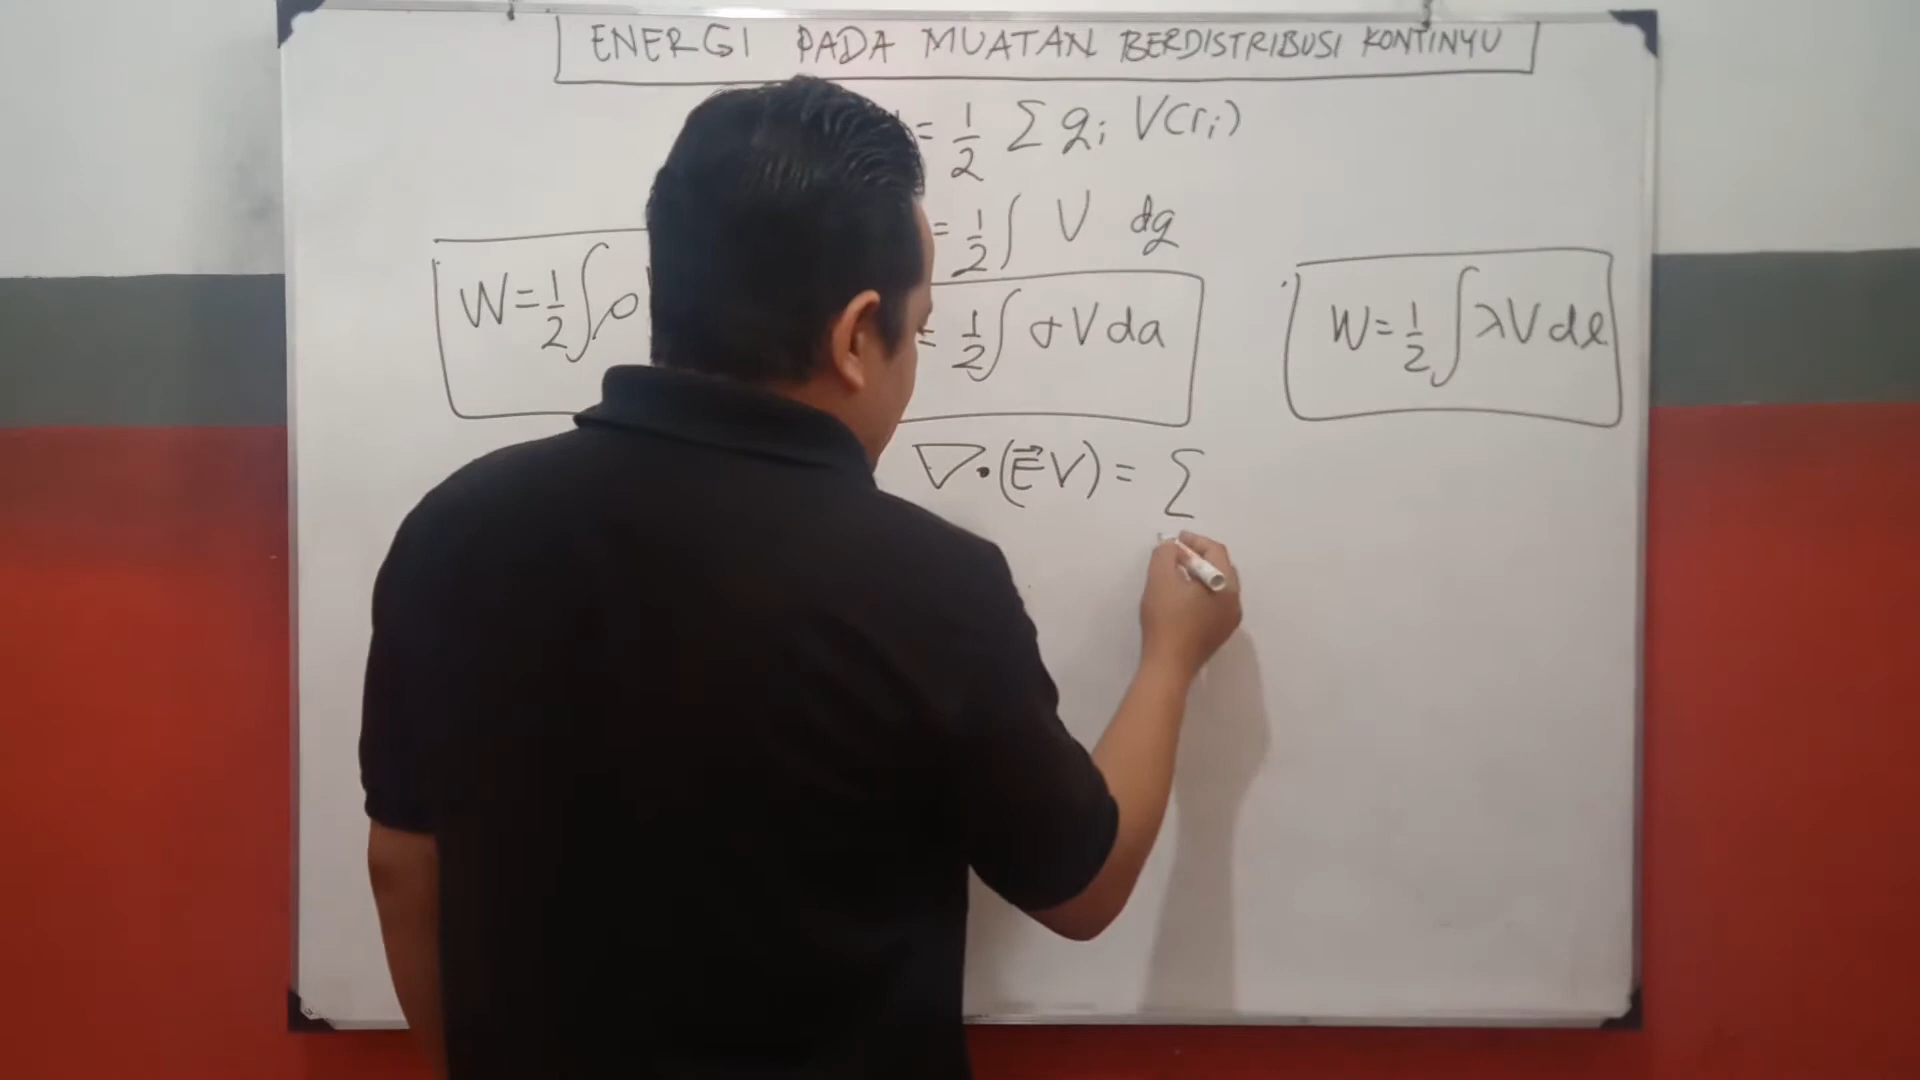 ENERGI PADA MUATAN BERDISTRIBUSI KONTINYU
= 1/2 Σ qi V(ri)
= 1/2 ∫ V dq
W = 1/2 ∫ ρ
= 1/2 ∫ σ V da
W = 1/2 ∫ λ V dl
∇·(E⃗V) = Σ